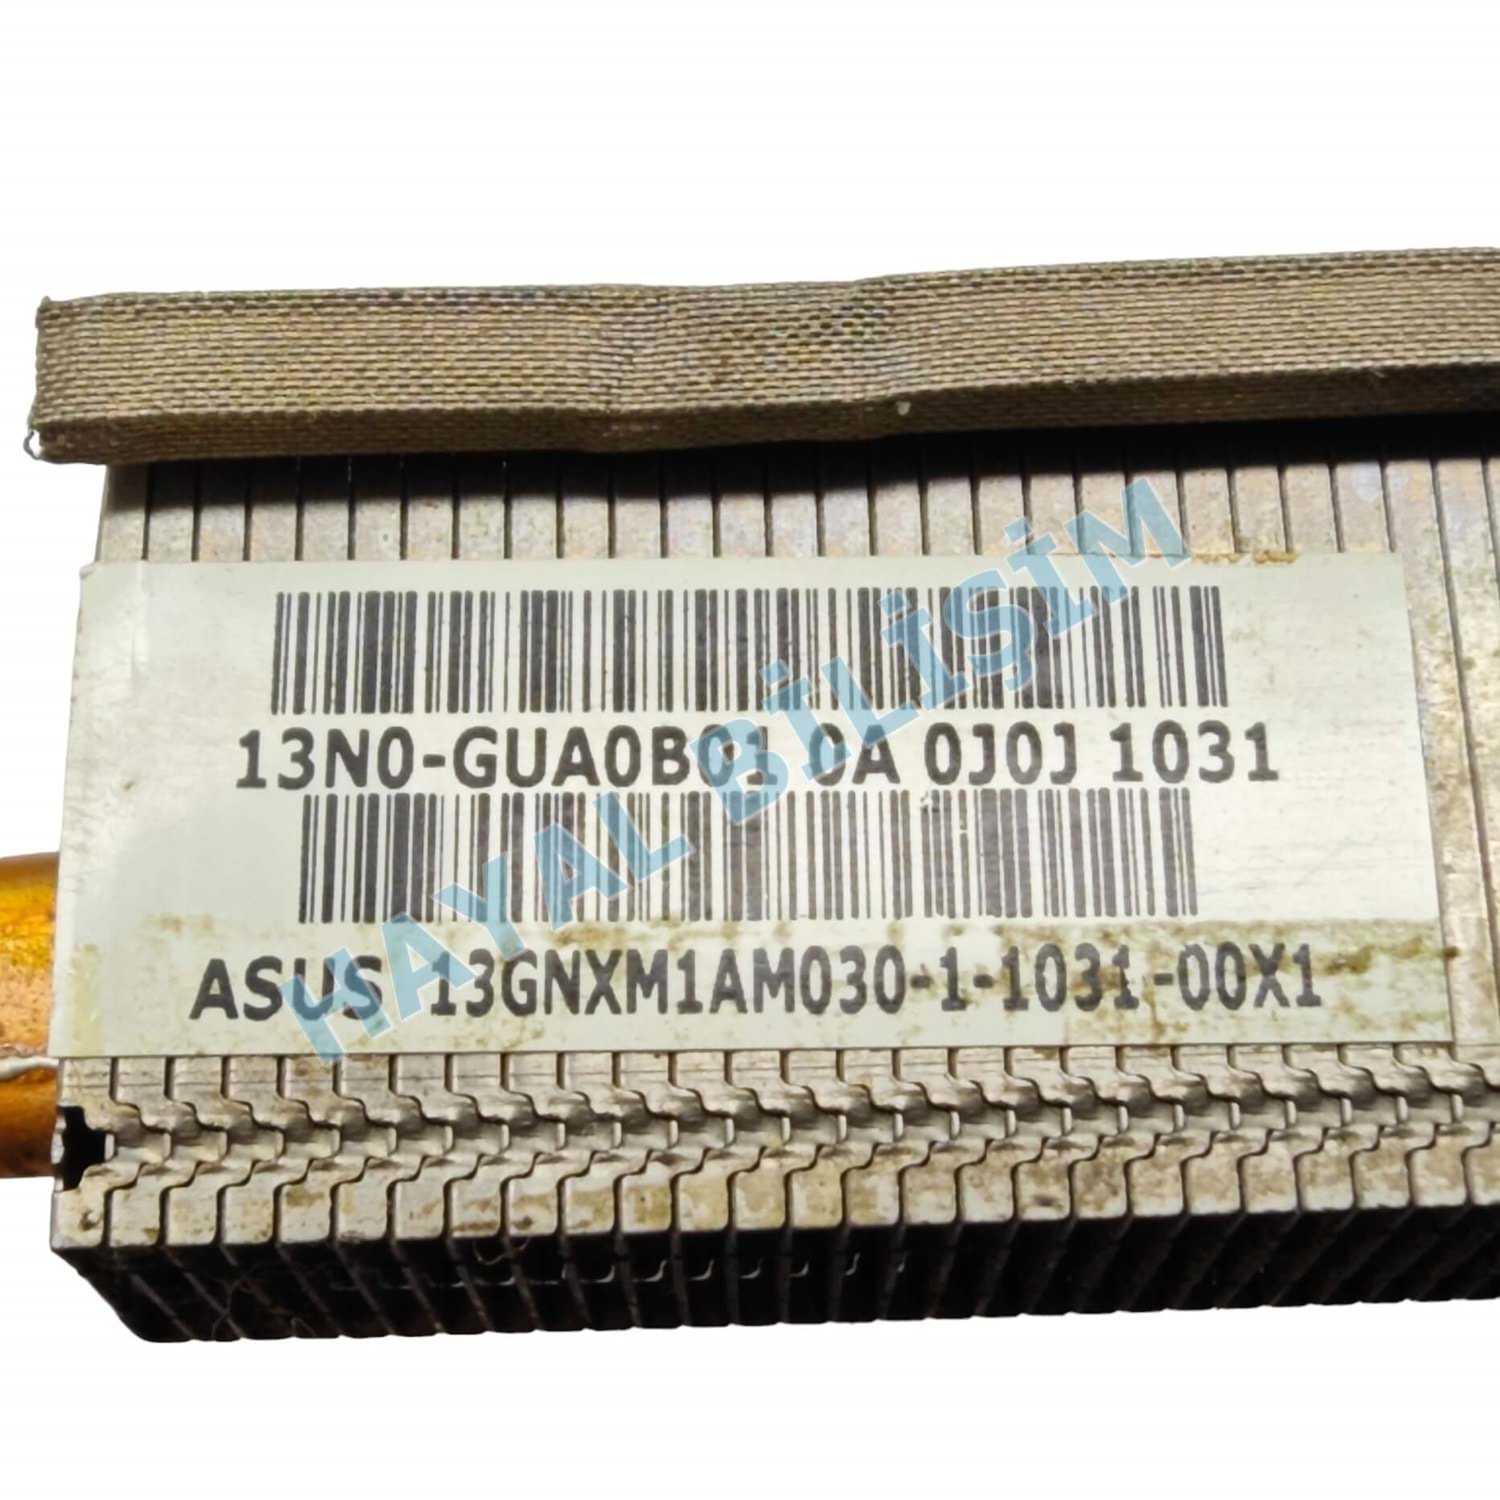 13N0-GUA0B01 0A 0J0J 1031
ASUS 13GNXM1AM030-1-1031-00X1
HAYAL BİLİŞİM